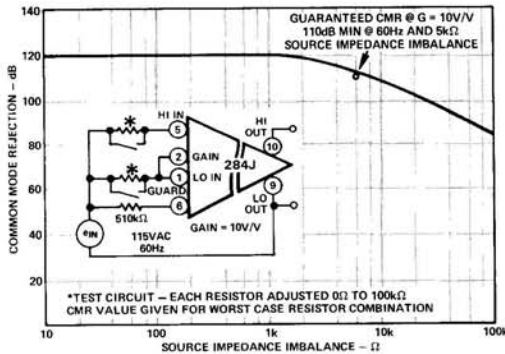 GUARANTEED CMR @ G = 10V/V
110dB MIN @ 60Hz AND 5kΩ
SOURCE IMPEDANCE IMBALANCE
140
120
100
80
60
40
20
COMMON MODE REJECTION – dB
*
HI IN
5
2
GAIN
*
1
LO IN
GUARD
6
510kΩ
eIN
115VAC
60Hz
GAIN = 10V/V
284J
HI
OUT
10
9
LO
OUT
*TEST CIRCUIT – EACH RESISTOR ADJUSTED 0Ω TO 100kΩ
CMR VALUE GIVEN FOR WORST CASE RESISTOR COMBINATION
10
100
1k
10k
100k
SOURCE IMPEDANCE IMBALANCE – Ω